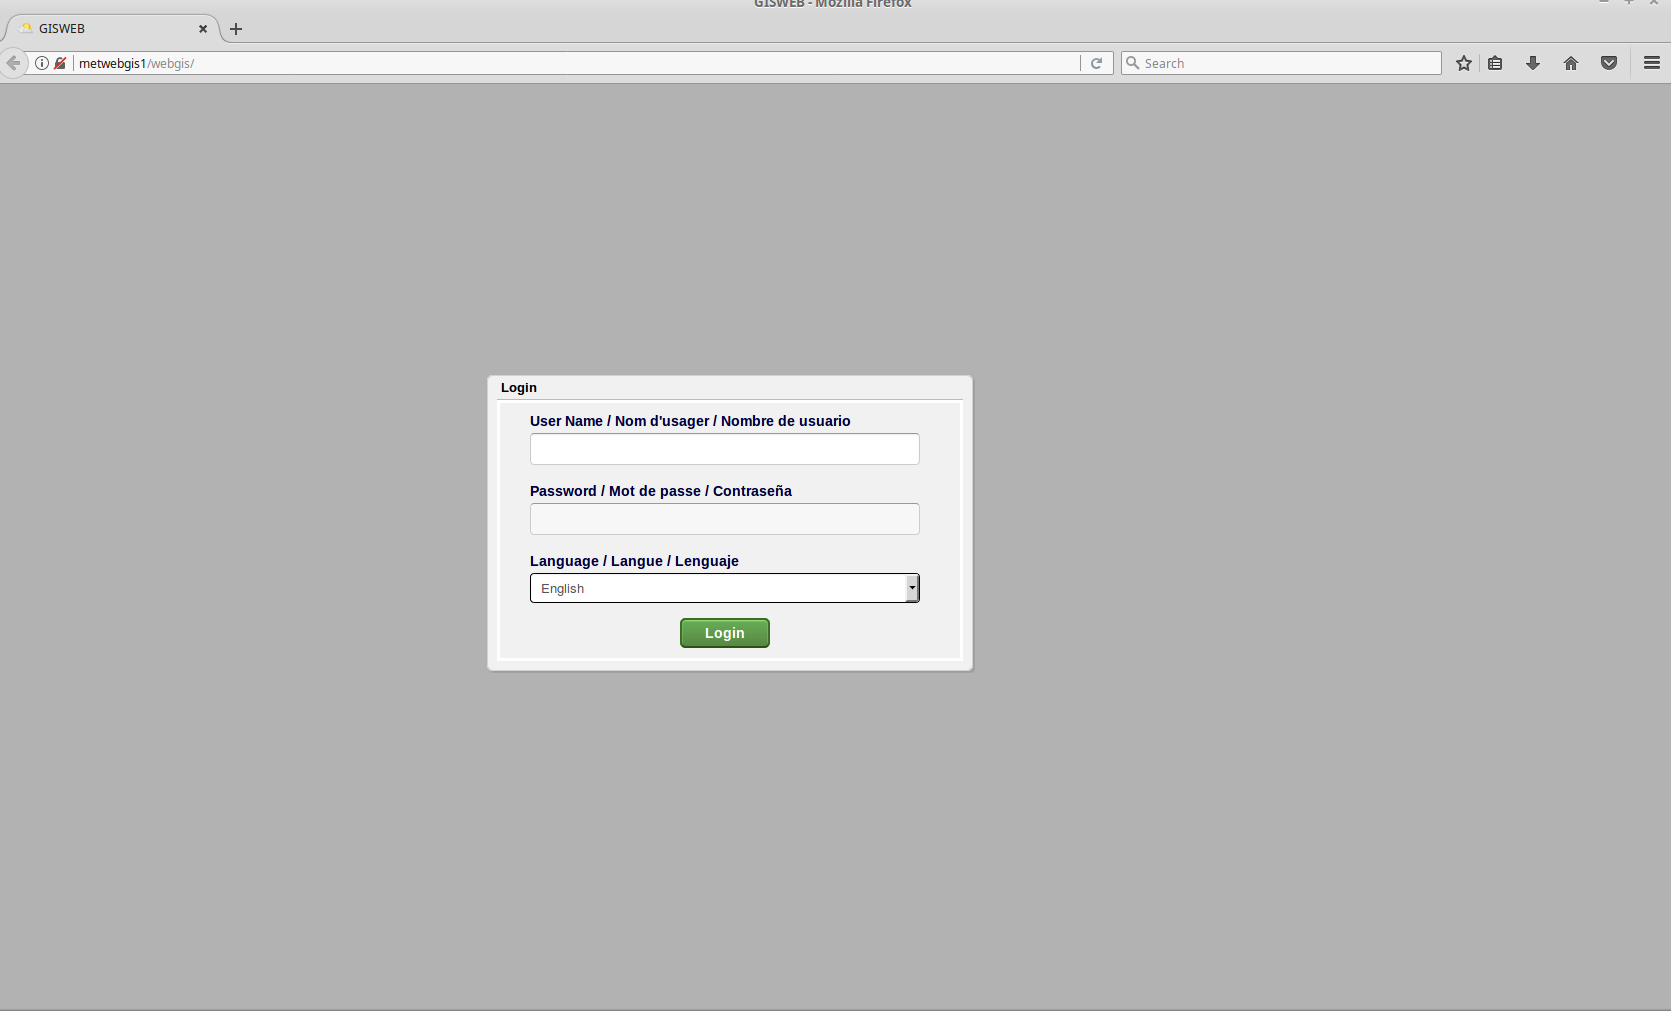 GISWEB - Mozilla Firefox
GISWEB
metwebgis1/webgis/
Search
Login
User Name / Nom d'usager / Nombre de usuario
Password / Mot de passe / Contraseña
Language / Langue / Lenguaje
English
Login